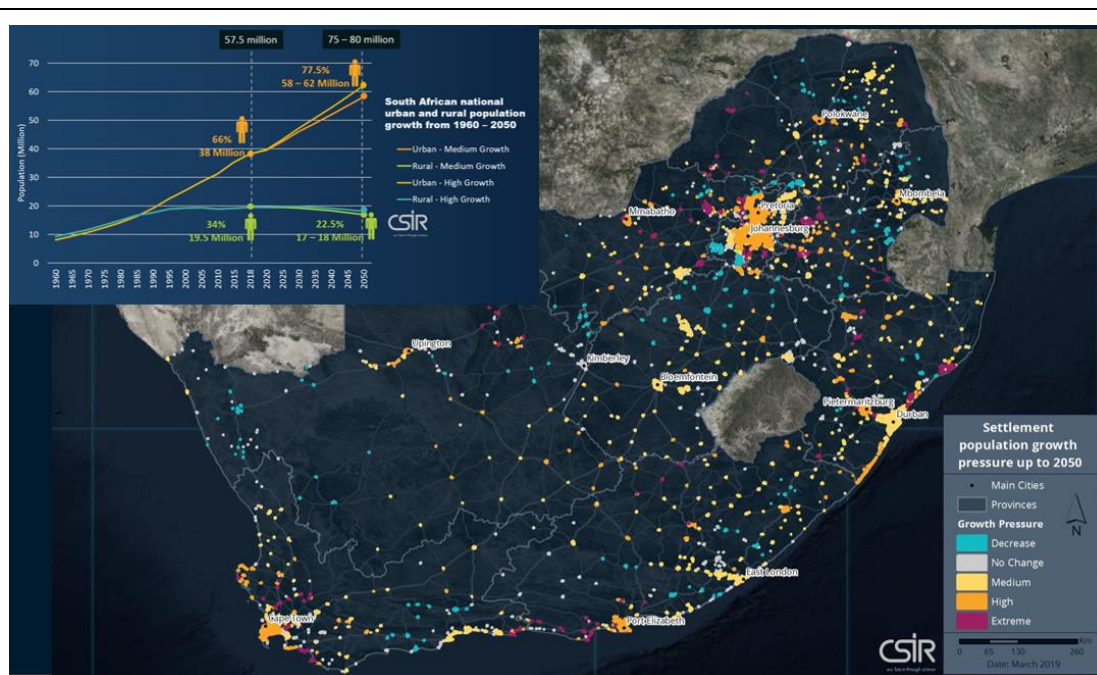 57.5 million
75 – 80 million
70
60
50
40
30
20
10
0
Population (Million)
77.5%
58 – 62 Million
66%
38 Million
34%
19.5 Million
22.5%
17 – 18 Million
1960
1965
1970
1975
1980
1985
1990
1995
2000
2005
2010
2015
2018
2020
2025
2030
2035
2040
2045
2050
South African national
urban and rural population
growth from 1960 – 2050
Urban - Medium Growth
Rural - Medium Growth
Urban - High Growth
Rural - High Growth
CSIR
Polokwane
Mbombela
Pretoria
Mmabatho
Johannesburg
Upington
Kimberley
Bloemfontein
Pietermaritzburg
Durban
East London
Port Elizabeth
Cape Town
Settlement
population growth
pressure up to 2050
Main Cities
Provinces
N
Growth Pressure
Decrease
No Change
Medium
High
Extreme
CSIR
our future through science
Km
0 65 130 260
Date: March 2019